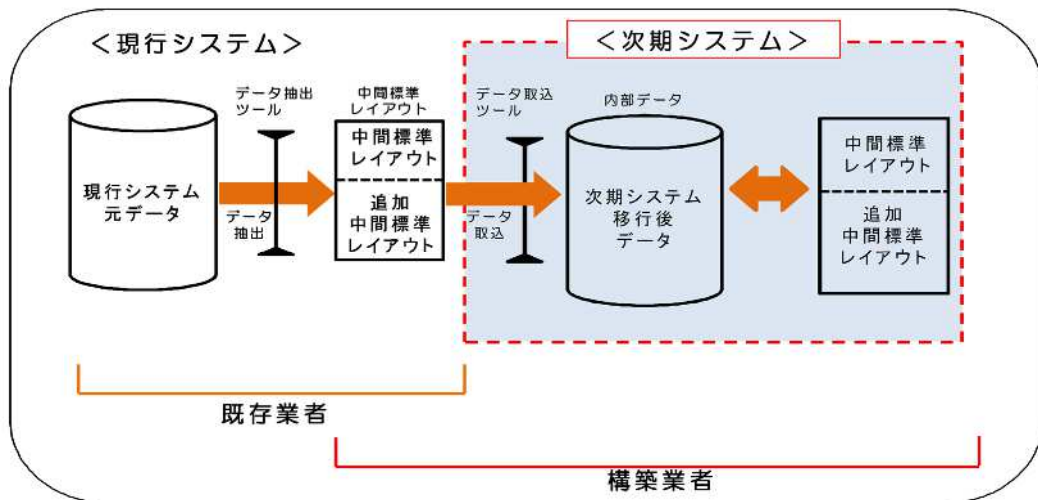 ＜現行システム＞
＜次期システム＞
データ抽出
ツール
中間標準
レイアウト
データ取込
ツール
内部データ
現行システム
元データ
データ
抽出
中間標準
レイアウト
追加
中間標準
レイアウト
データ
取込
次期システム
移行後
データ
中間標準
レイアウト
追加
中間標準
レイアウト
既存業者
構築業者